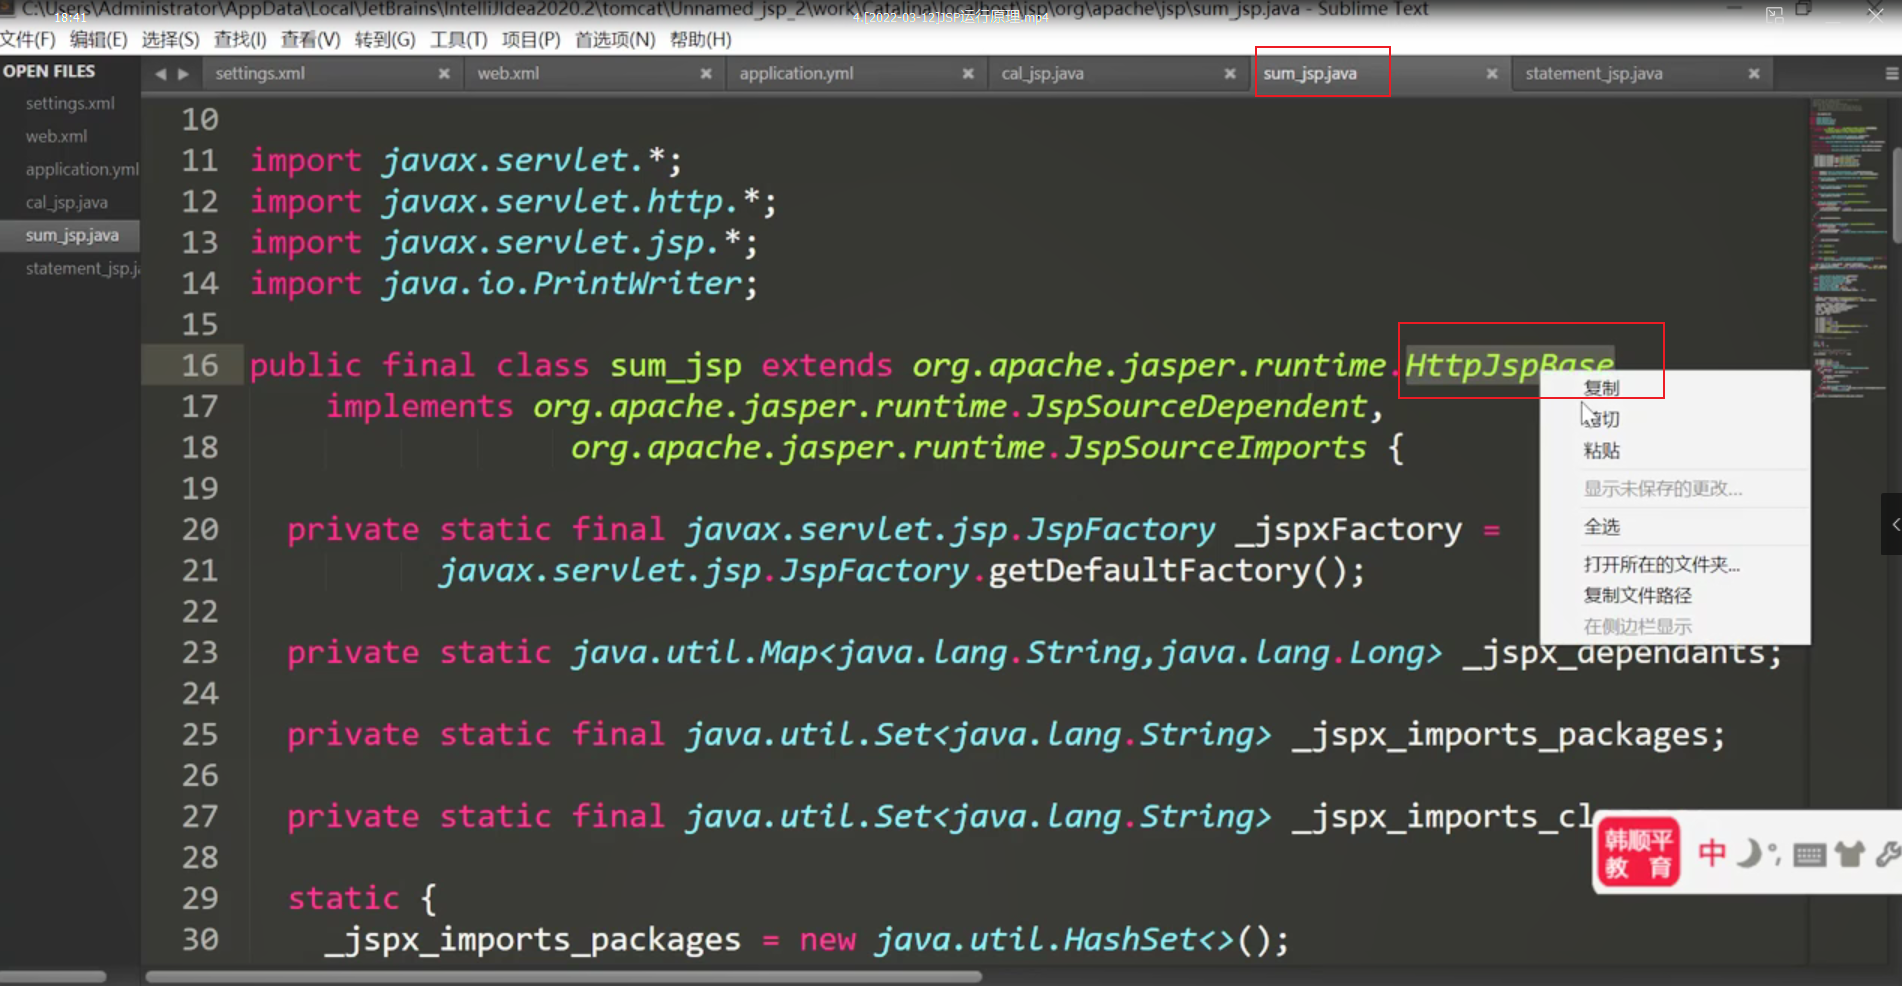 C:\Users\Administrator\AppData\Local\JetBrains\IntelliJIdea2020.2\tomcat\Unnamed_jsp_2\work\Catalina\localhost\jsp\org\apache\jsp\sum_jsp.java - Sublime Text
18:41
4.[2022-03-12]JSP运行原理.mp4
文件(F) 编辑(E) 选择(S) 查找(I) 查看(V) 转到(G) 工具(T) 项目(P) 首选项(N) 帮助(H)
OPEN FILES
settings.xml
web.xml
application.yml
cal_jsp.java
sum_jsp.java
statement_jsp.ja
settings.xml web.xml application.yml cal_jsp.java sum_jsp.java statement_jsp.java
10
11 import javax.servlet.*;
12 import javax.servlet.http.*;
13 import javax.servlet.jsp.*;
14 import java.io.PrintWriter;
15
16 public final class sum_jsp extends org.apache.jasper.runtime.HttpJspBase
17 implements org.apache.jasper.runtime.JspSourceDependent,
18 org.apache.jasper.runtime.JspSourceImports {
19
20 private static final javax.servlet.jsp.JspFactory _jspxFactory =
21 javax.servlet.jsp.JspFactory.getDefaultFactory();
22
23 private static java.util.Map<java.lang.String,java.lang.Long> _jspx_dependants;
24
25 private static final java.util.Set<java.lang.String> _jspx_imports_packages;
26
27 private static final java.util.Set<java.lang.String> _jspx_imports_cl
28
29 static {
30 _jspx_imports_packages = new java.util.HashSet<>();
复制
剪切
粘贴
显示未保存的更改...
全选
打开所在的文件夹...
复制文件路径
在侧边栏显示
韩顺平
教 育
中